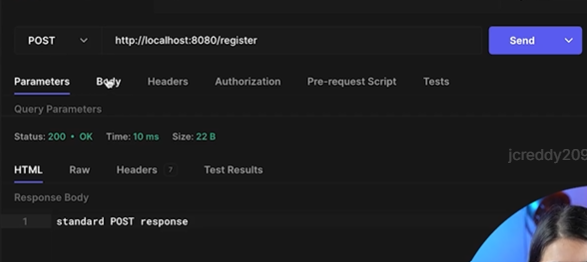 POST http://localhost:8080/register Send
Parameters Body Headers Authorization Pre-request Script Tests
Query Parameters
Status: 200 • OK Time: 10 ms Size: 22 B
jcreddy209
HTML Raw Headers 7 Test Results
Response Body
1 standard POST response